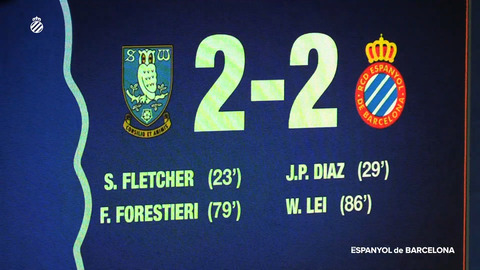 S W
2-2
CONSILIO ET ANIMIS
RCD ESPANYOL
DE BARCELONA
S. FLETCHER (23')
J.P. DIAZ (29')
F. FORESTIERI (79')
W. LEI (86')
ESPANYOL de BARCELONA